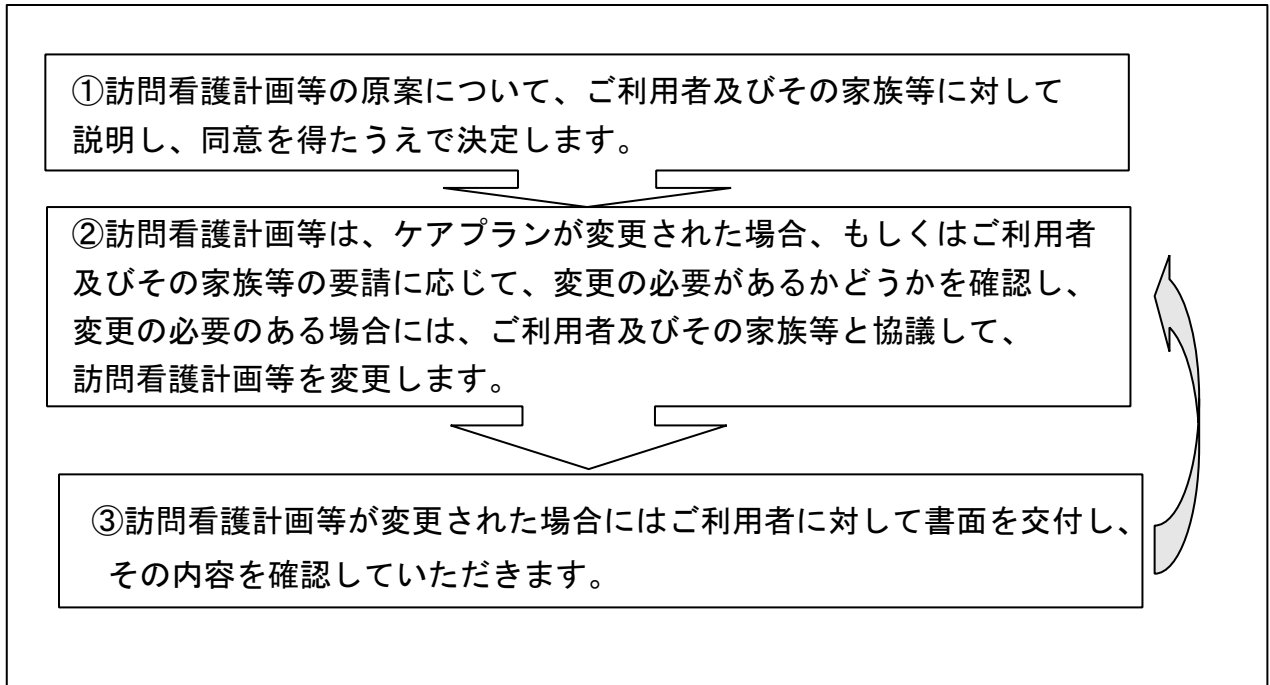 ①訪問看護計画等の原案について、ご利用者及びその家族等に対して
説明し、同意を得たうえで決定します。
②訪問看護計画等は、ケアプランが変更された場合、もしくはご利用者
及びその家族等の要請に応じて、変更の必要があるかどうかを確認し、
変更の必要のある場合には、ご利用者及びその家族等と協議して、
訪問看護計画等を変更します。
③訪問看護計画等が変更された場合にはご利用者に対して書面を交付し、
その内容を確認していただきます。